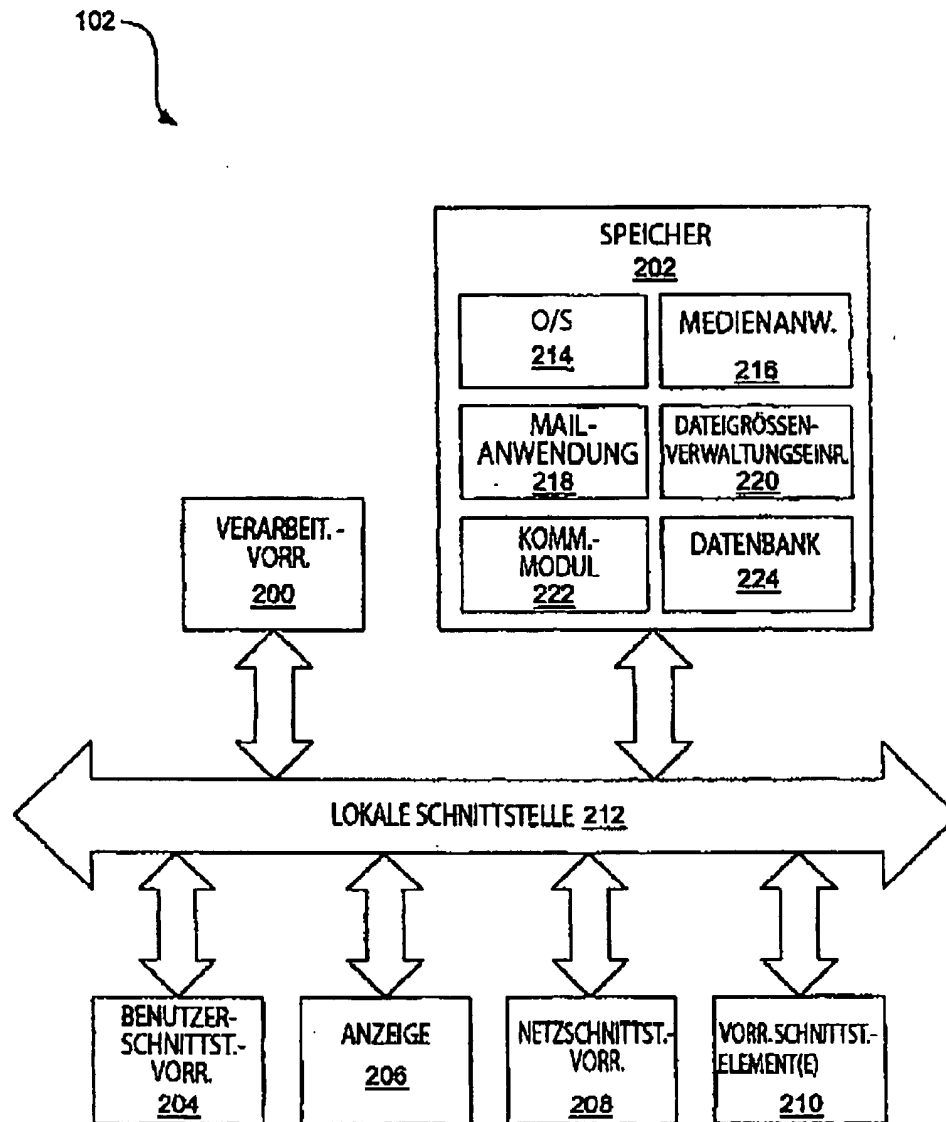 102
SPEICHER
202
O/S
214
MEDIENANW.
216
MAIL-
ANWENDUNG
218
DATEIGRÖSSEN-
VERWALTUNGSEINR.
220
KOMM.-
MODUL
222
DATENBANK
224
VERARBEIT.-
VORR.
200
LOKALE SCHNITTSTELLE 212
BENUTZER-
SCHNITTST.-
VORR.
204
ANZEIGE
206
NETZSCHNITTST.-
VORR.
208
VORR.SCHNITTST.-
ELEMENT(E)
210